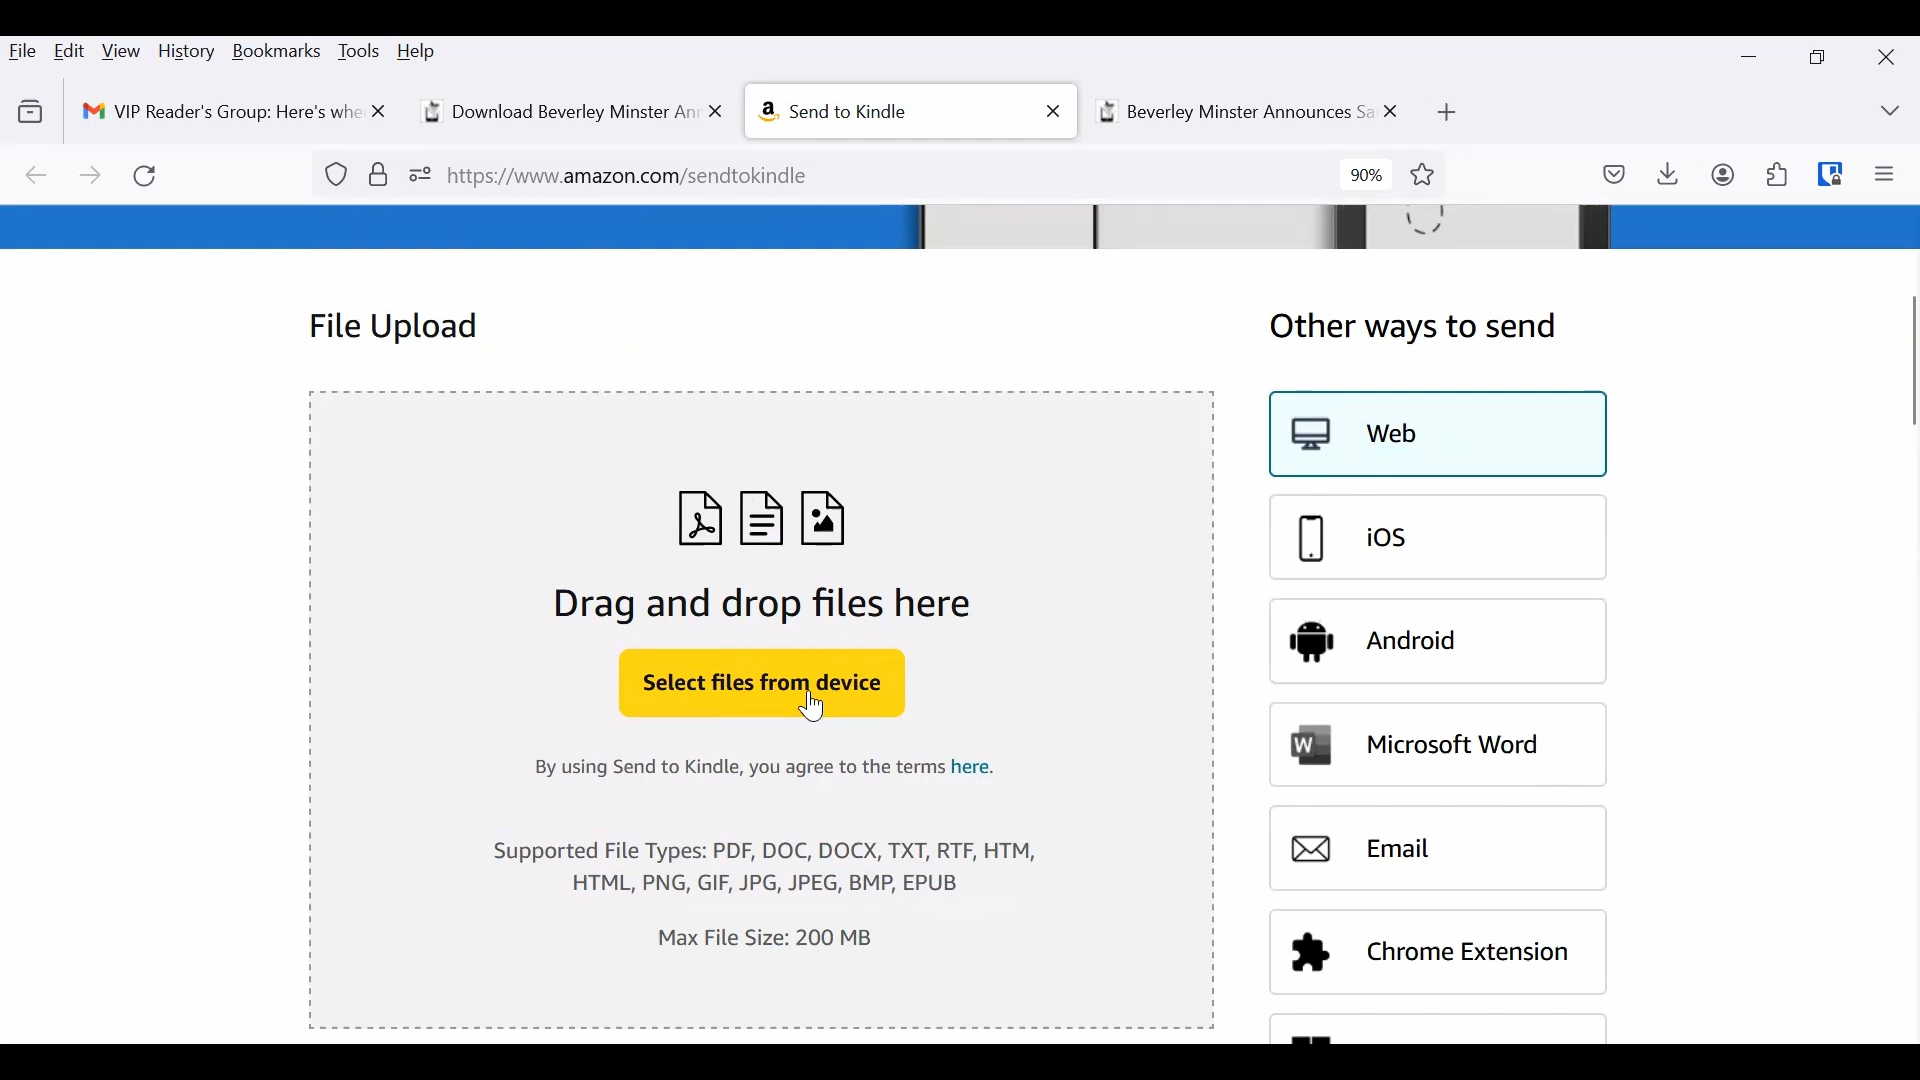 File Edit View History Bookmarks Tools Help
VIP Reader's Group: Here's whe
Download Beverley Minster An
Send to Kindle
Beverley Minster Announces Sa
https://www.amazon.com/sendtokindle
90%
File Upload
Other ways to send
Drag and drop files here
Select files from device
By using Send to Kindle, you agree to the terms here.
Supported File Types: PDF, DOC, DOCX, TXT, RTF, HTM,
HTML, PNG, GIF, JPG, JPEG, BMP, EPUB
Max File Size: 200 MB
Web
iOS
Android
Microsoft Word
Email
Chrome Extension